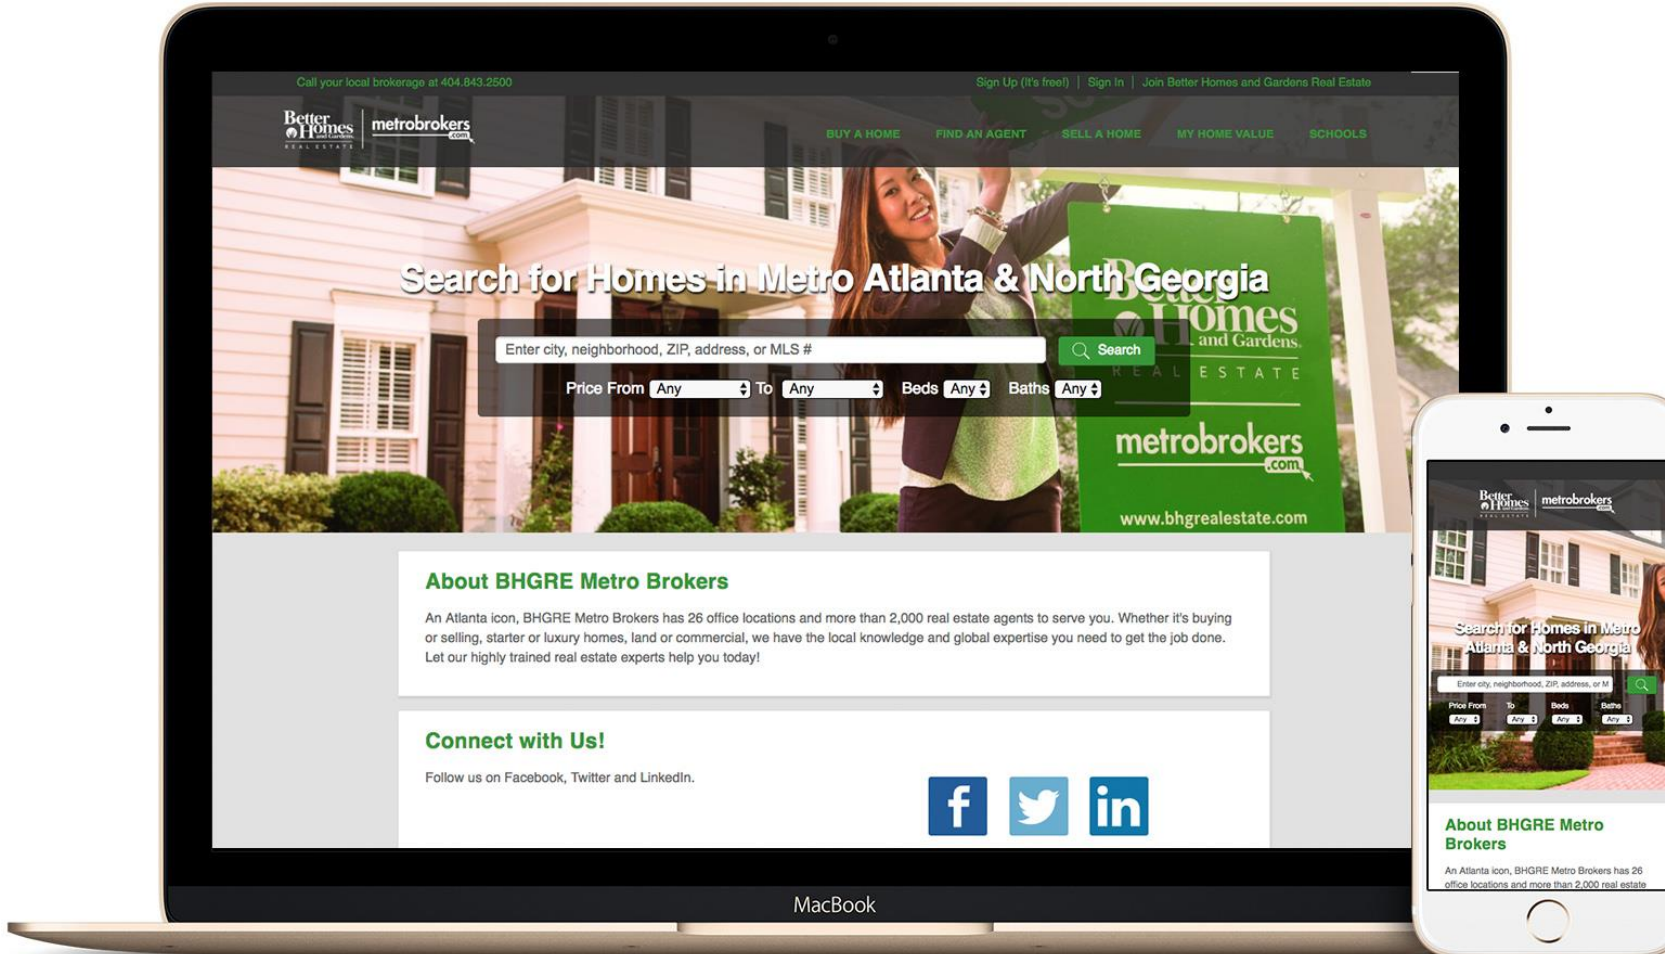 Call your local brokerage at 404.843.2500
Sign Up (It's free!) | Sign In | Join Better Homes and Gardens Real Estate
Better
Homes
and Gardens
REAL ESTATE
metrobrokers
.com
BUY A HOME FIND AN AGENT SELL A HOME MY HOME VALUE SCHOOLS
Search for Homes in Metro Atlanta & North Georgia
Enter city, neighborhood, ZIP, address, or MLS #
Search
Price From Any To Any Beds Any Baths Any
Better
Homes
and Gardens®
REAL ESTATE
metrobrokers
.com
www.bhgrealestate.com
About BHGRE Metro Brokers
An Atlanta icon, BHGRE Metro Brokers has 26 office locations and more than 2,000 real estate agents to serve you. Whether it's buying
or selling, starter or luxury homes, land or commercial, we have the local knowledge and global expertise you need to get the job done.
Let our highly trained real estate experts help you today!
Connect with Us!
Follow us on Facebook, Twitter and LinkedIn.
f
in
MacBook
Better
Homes
and Gardens
REAL ESTATE
metrobrokers
.com
Search for Homes in Metro
Atlanta & North Georgia
Enter city, neighborhood, ZIP, address, or M
Price From To Beds Baths
Any Any Any Any
About BHGRE Metro
Brokers
An Atlanta icon, BHGRE Metro Brokers has 26
office locations and more than 2,000 real estate